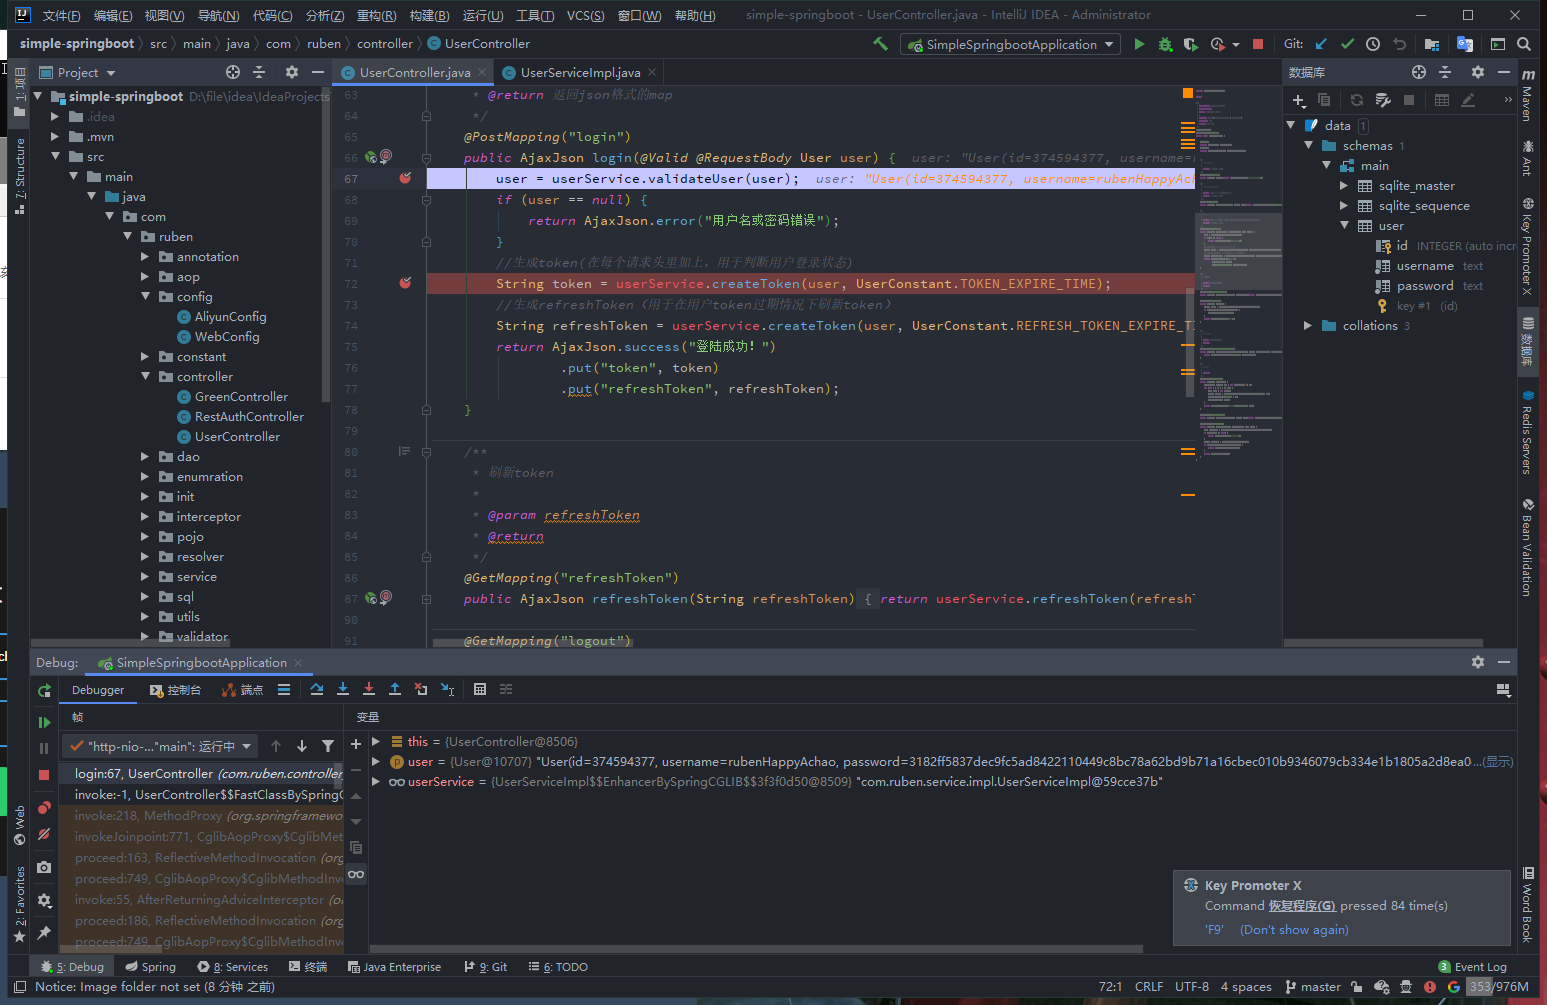 文件(F) 编辑(E) 视图(V) 导航(N) 代码(C) 分析(Z) 重构(R) 构建(B) 运行(U) 工具(T) VCS(S) 窗口(W) 帮助(H) simple-springboot - UserController.java - IntelliJ IDEA - Administrator
simple-springboot src main java com ruben controller UserController SimpleSpringbootApplication Git:
Project
UserController.java UserServiceImpl.java
数据库
1: 项目
7: Structure
simple-springboot D:\file\idea\IdeaProjects
.idea
.mvn
src
main
java
com
ruben
annotation
aop
config
AliyunConfig
WebConfig
constant
controller
GreenController
RestAuthController
UserController
dao
enumration
init
interceptor
pojo
resolver
service
sql
utils
validator
63 * @return 返回json格式的map
64 */
65 @PostMapping("login")
66 public AjaxJson login(@Valid @RequestBody User user) { user: "User(id=374594377, username=
67 user = userService.validateUser(user); user: "User(id=374594377, username=rubenHappyAch
68 if (user == null) {
69 return AjaxJson.error("用户名或密码错误");
70 }
71 //生成token(在每个请求头里加上，用于判断用户登录状态)
72 String token = userService.createToken(user, UserConstant.TOKEN_EXPIRE_TIME);
73 //生成refreshToken（用于在用户token过期情况下刷新token）
74 String refreshToken = userService.createToken(user, UserConstant.REFRESH_TOKEN_EXPIRE_T
75 return AjaxJson.success("登陆成功！")
76 .put("token", token)
77 .put("refreshToken", refreshToken);
78 }
79
80 /**
81 * 刷新token
82 *
83 * @param refreshToken
84 * @return
85 */
86 @GetMapping("refreshToken")
87 public AjaxJson refreshToken(String refreshToken) { return userService.refreshToken(refresh
90
91 @GetMapping("logout")
data 1
schemas 1
main
sqlite_master
sqlite_sequence
user
id INTEGER (auto incre
username text
password text
key #1 (id)
collations 3
Maven
Ant
Key Promoter X
数据库
Redis Servers
Bean Validation
Word Book
Debug: SimpleSpringbootApplication
Debugger 控制台 端点
帧
变量
"http-nio-..."main": 运行中
login:67, UserController (com.ruben.controller
invoke:-1, UserController$$FastClassBySpringC
invoke:218, MethodProxy (org.springframewo
invokeJoinpoint:771, CglibAopProxy$CglibMet
proceed:163, ReflectiveMethodInvocation (org
proceed:749, CglibAopProxy$CglibMethodInv
invoke:55, AfterReturningAdviceInterceptor (o
proceed:186, ReflectiveMethodInvocation (org
proceed:749, CglibAopProxy$CglibMethodInv
this = {UserController@8506}
user = {User@10707} "User(id=374594377, username=rubenHappyAchao, password=3182ff5837dec9fc5ad8422110449c8bc78a62bd9b71a16cbec010b9346079cb334e1b1805a2d8ea0 ...(显示)
userService = {UserServiceImpl$$EnhancerBySpringCGLIB$$3f3f0d50@8509} "com.ruben.service.impl.UserServiceImpl@59cce37b"
Web
2: Favorites
Key Promoter X
Command 恢复程序(G) pressed 84 time(s)
'F9' (Don't show again)
5: Debug Spring 8: Services 终端 Java Enterprise 9: Git 6: TODO 3 Event Log
Notice: Image folder not set (8 分钟 之前) 72:1 CRLF UTF-8 4 spaces master 353/976M